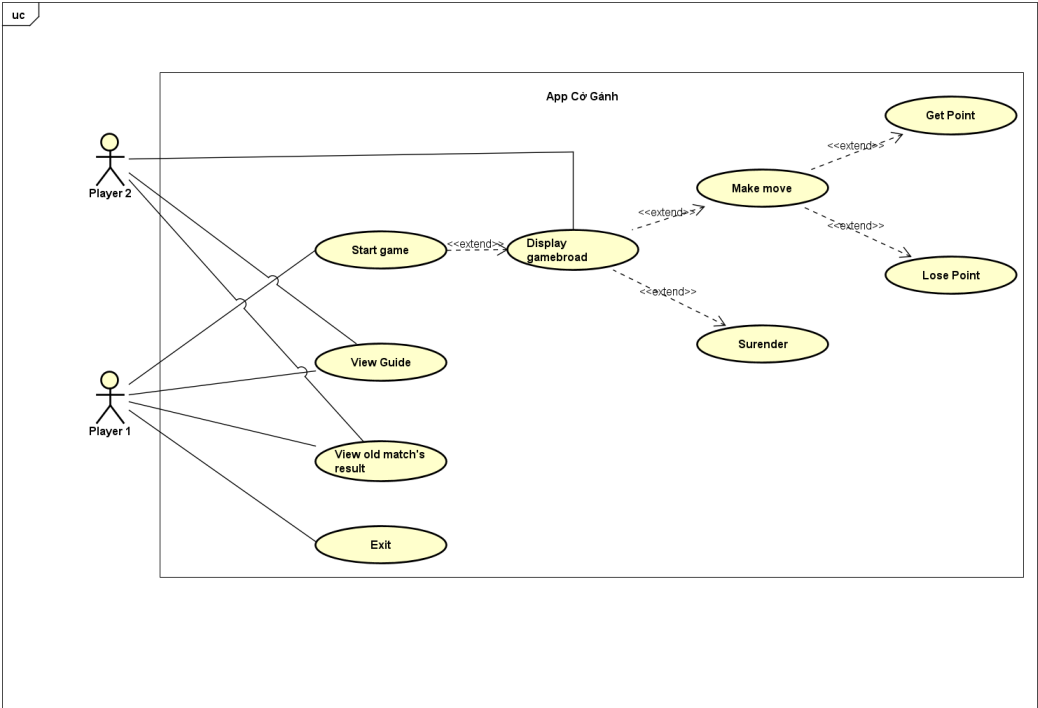 uc
App Cờ Gánh
Get Point
<<extend>>
Make move
Player 2
<<extend>>
<<extend>>
Start game
<<extend>>
Display
gamebroad
Lose Point
<<extend>>
Surender
View Guide
Player 1
View old match's
result
Exit